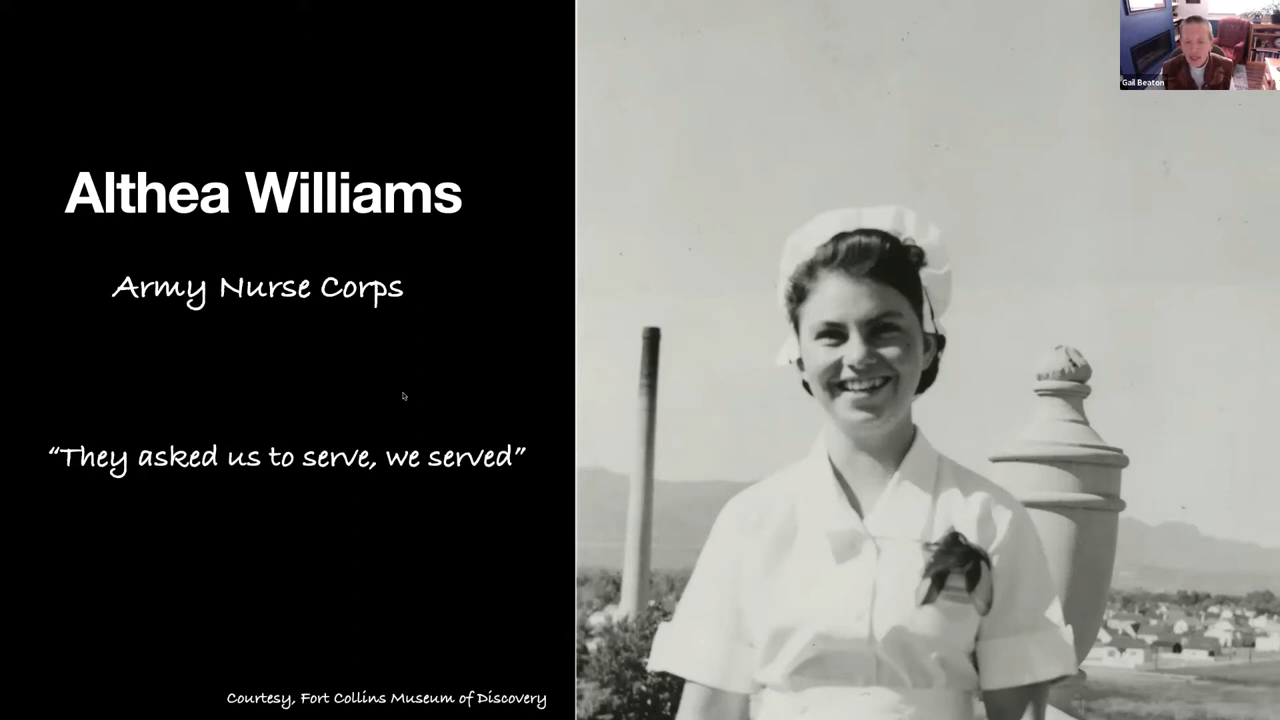 Gail Beaton
Althea Williams
Army Nurse Corps
“They asked us to serve, we served”
Courtesy, Fort Collins Museum of Discovery